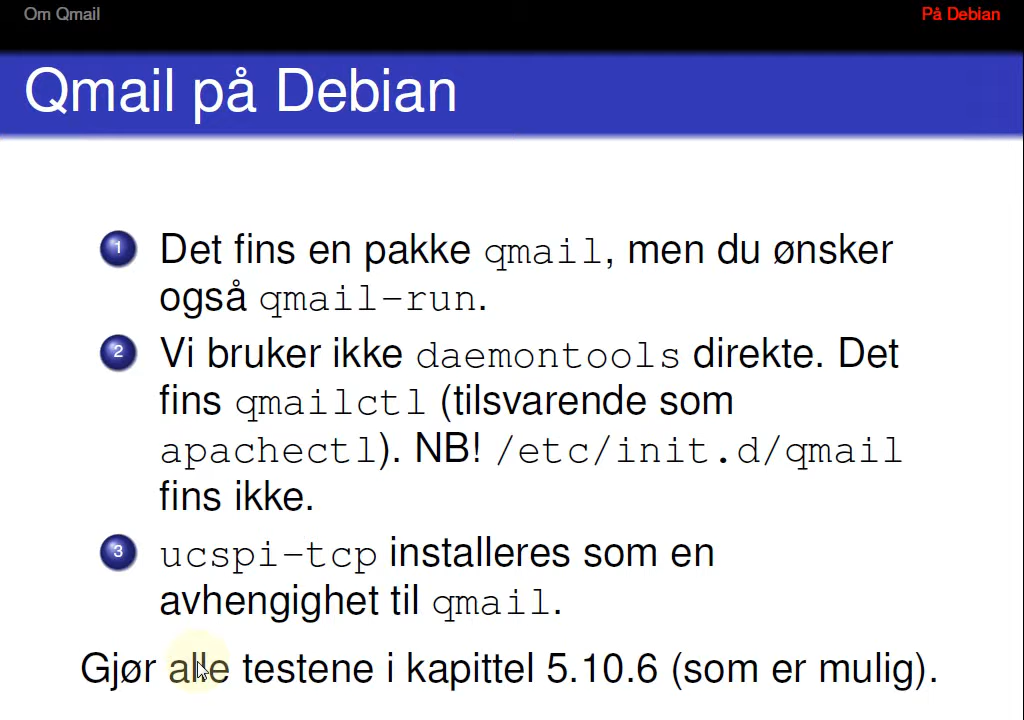 Om Qmail
På Debian
Qmail på Debian
1 Det fins en pakke qmail, men du ønsker
også qmail-run.
2 Vi bruker ikke daemontools direkte. Det
fins qmailctl (tilsvarende som
apachectl). NB! /etc/init.d/qmail
fins ikke.
3 ucspi-tcp installeres som en
avhengighet til qmail.
Gjør alle testene i kapittel 5.10.6 (som er mulig).